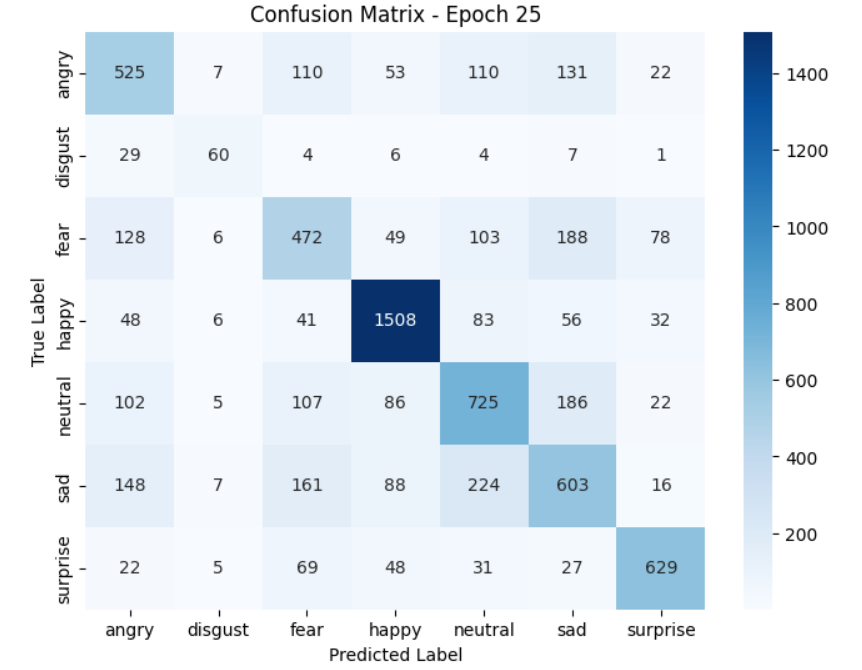 Confusion Matrix - Epoch 25
True Label
angry 525 7 110 53 110 131 22
disgust 29 60 4 6 4 7 1
fear 128 6 472 49 103 188 78
happy 48 6 41 1508 83 56 32
neutral 102 5 107 86 725 186 22
sad 148 7 161 88 224 603 16
surprise 22 5 69 48 31 27 629
angry disgust fear happy neutral sad surprise
Predicted Label
1400
1200
1000
800
600
400
200